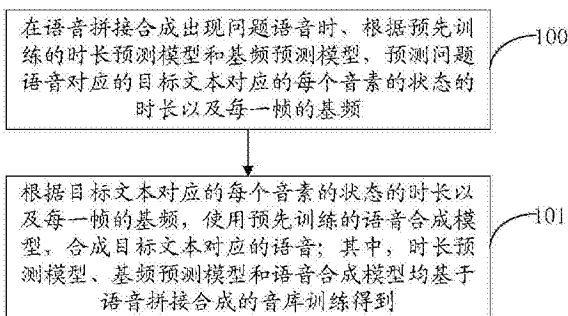 在语音拼接合成出现问题语音时、根据预先训
练的时长预测模型和基频预测模型、预测问题
语音对应的目标文本对应的每个音素的状态的
时长以及每一帧的基频
100
根据目标文本对应的每个音素的状态的时长以
及每一帧的基频，使用预先训练的语音合成模
型、合成目标文本对应的语音；其中，时长预
测模型、基频预测模型和语音合成模型均基于
语音拼接合成的音库训练得到
101